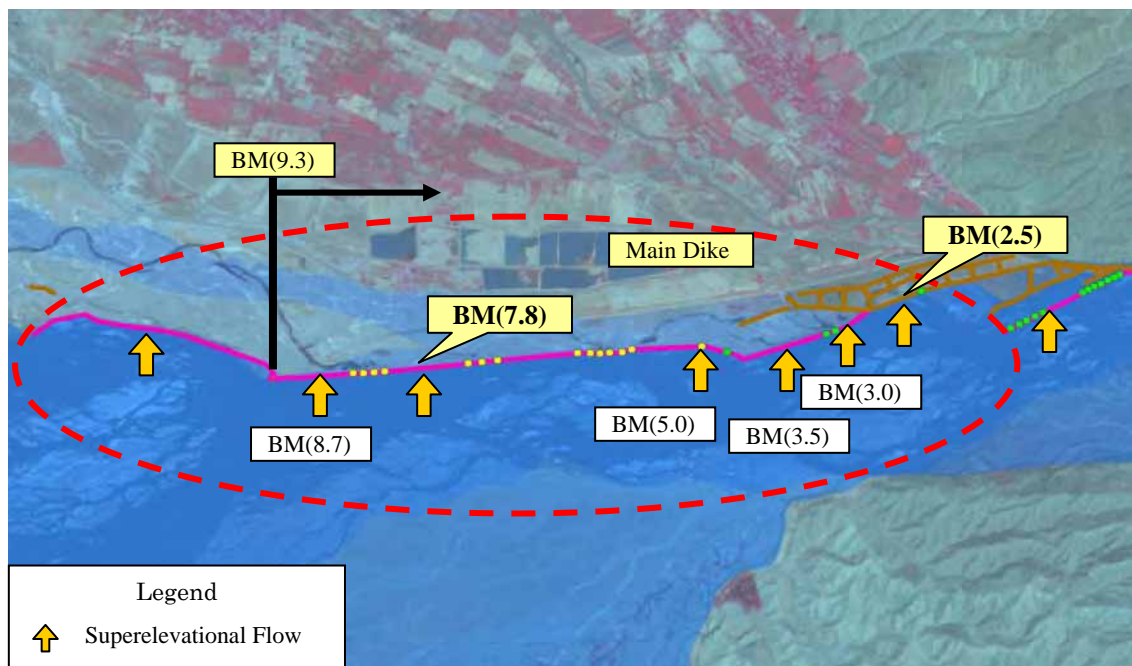 BM(9.3)
Main Dike
BM(2.5)
BM(7.8)
BM(3.0)
BM(5.0)
BM(3.5)
BM(8.7)
Legend
Superelevational Flow